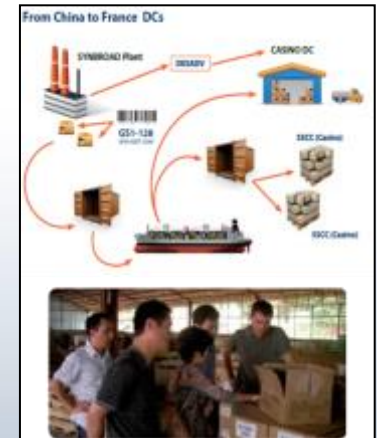 From China to France DCs
SYNBROAD Plant
DESADV
CASINO DC
GS1-128
SSCC (Casino)
SSCC (Casino)